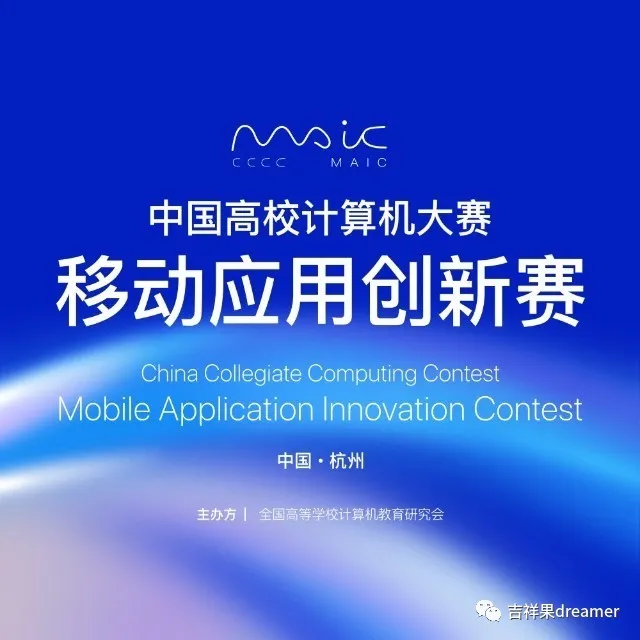 maic
CCCC MAIC
中国高校计算机大赛
移动应用创新赛
China Collegiate Computing Contest
Mobile Application Innovation Contest
中国·杭州
主办方 | 全国高等学校计算机教育研究会
吉祥果dreamer